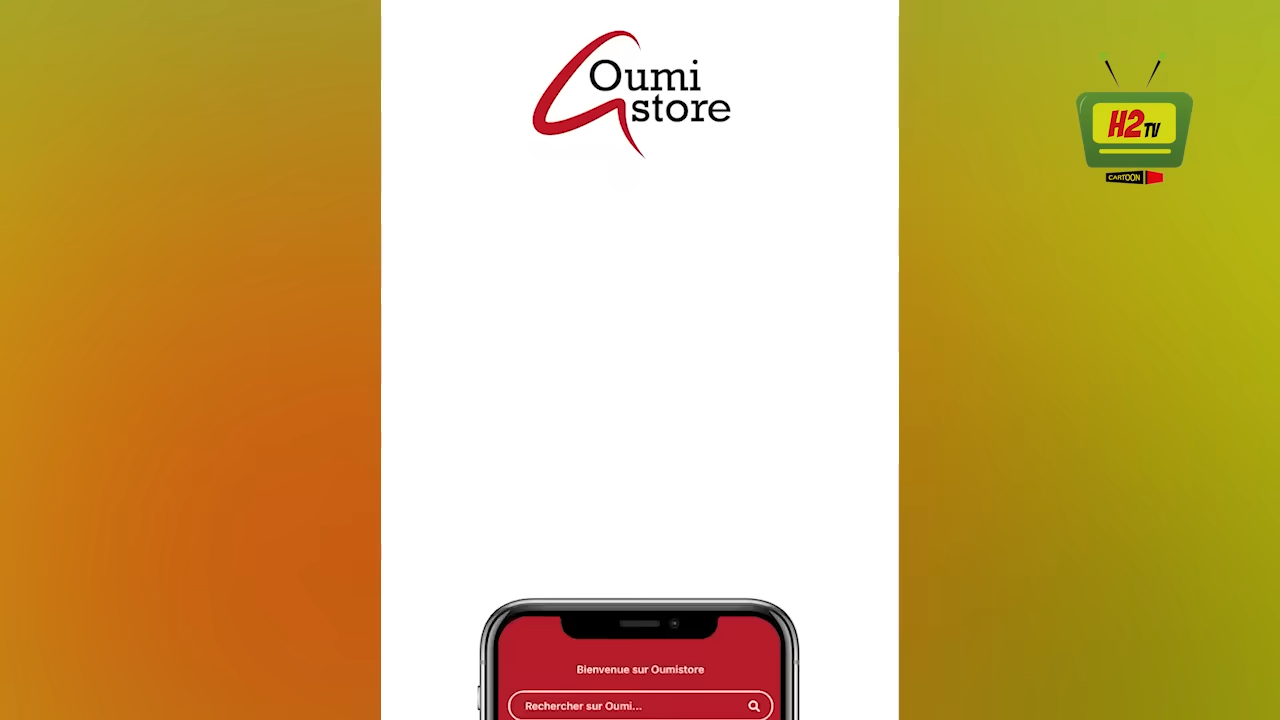 Oumi
store
H2TV
CARTOON
Bienvenue sur Oumistore
Rechercher sur Oumi...